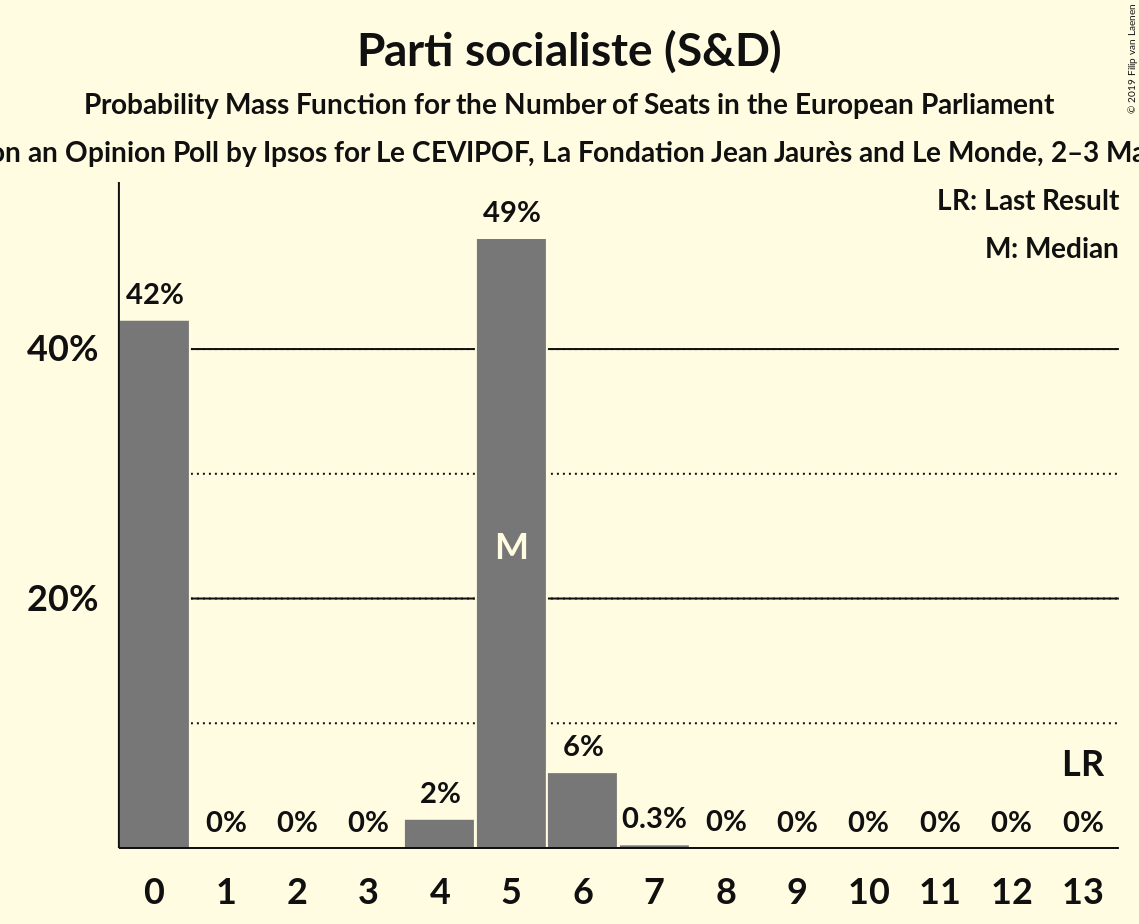 Parti socialiste (S&D)
Probability Mass Function for the Number of Seats in the European Parliament
on an Opinion Poll by Ipsos for Le CEVIPOF, La Fondation Jean Jaurès and Le Monde, 2–3
© 2019 Filip van Laenen
LR: Last Result
M: Median
49%
42%
40%
M
20%
6%
LR
2%
0% 0% 0% 0.3% 0% 0% 0% 0% 0% 0%
0 1 2 3 4 5 6 7 8 9 10 11 12 13